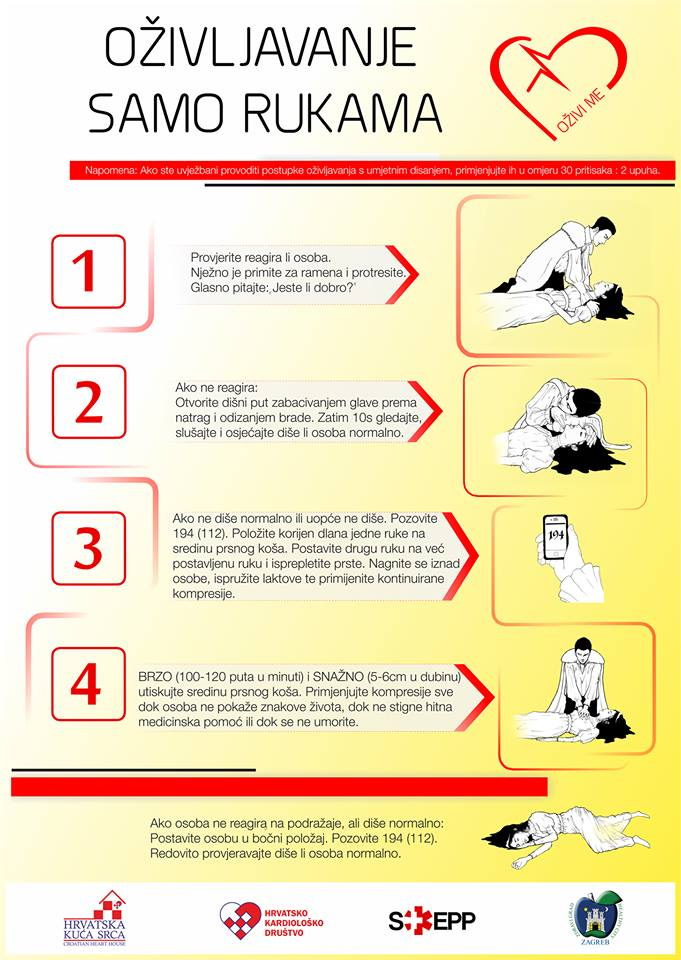 OŽIVLJAVANJE
SAMO RUKAMA
OŽIVI ME
Napomena: Ako ste uvježbani provoditi postupke oživljavanja s umjetnim disanjem, primjenjujte ih u omjeru 30 pritisaka : 2 upuha.
1
Provjerite reagira li osoba.
Nježno je primite za ramena i protresite.
Glasno pitajte:„Jeste li dobro?“
2
Ako ne reagira:
Otvorite dišni put zabacivanjem glave prema
natrag i odizanjem brade. Zatim 10s gledajte,
slušajte i osjećajte diše li osoba normalno.
3
Ako ne diše normalno ili uopće ne diše. Pozovite
194 (112). Položite korijen dlana jedne ruke na
sredinu prsnog koša. Postavite drugu ruku na već
postavljenu ruku i isprepletite prste. Nagnite se iznad
osobe, ispružite laktove te primijenite kontinuirane
kompresije.
194
4
BRZO (100-120 puta u minuti) i SNAŽNO (5-6cm u dubinu)
utiskujte sredinu prsnog koša. Primjenjujte kompresije sve
dok osoba ne pokaže znakove života, dok ne stigne hitna
medicinska pomoć ili dok se ne umorite.
Ako osoba ne reagira na podražaje, ali diše normalno:
Postavite osobu u bočni položaj. Pozovite 194 (112).
Redovito provjeravajte diše li osoba normalno.
HRVATSKA
KUĆA SRCA
CROATIAN HEART HOUSE
HRVATSKO
KARDIOLOŠKO
DRUŠTVO
S EPP
ZDRAVI GRAD
HEALTHY CITY
ZAGREB